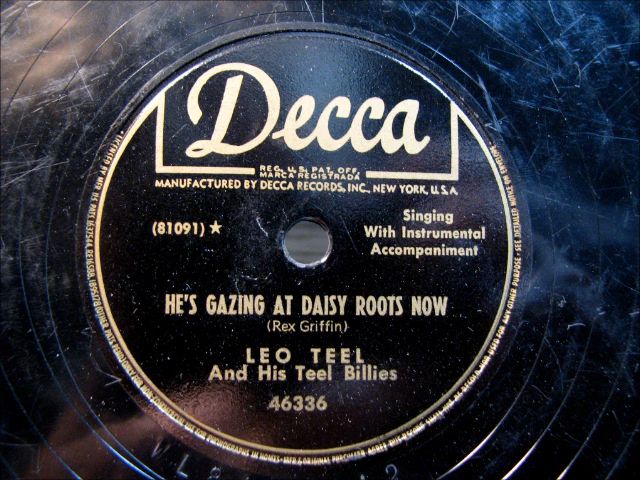 Decca
REG. U.S. PAT. OFF.
MARCA REGISTRADA
MANUFACTURED BY DECCA RECORDS, INC., NEW YORK, U.S.A.
(81091) ★
Singing
With Instrumental
Accompaniment
HE'S GAZING AT DAISY ROOTS NOW
(Rex Griffin)
LEO TEEL
And His Teel Billies
46336